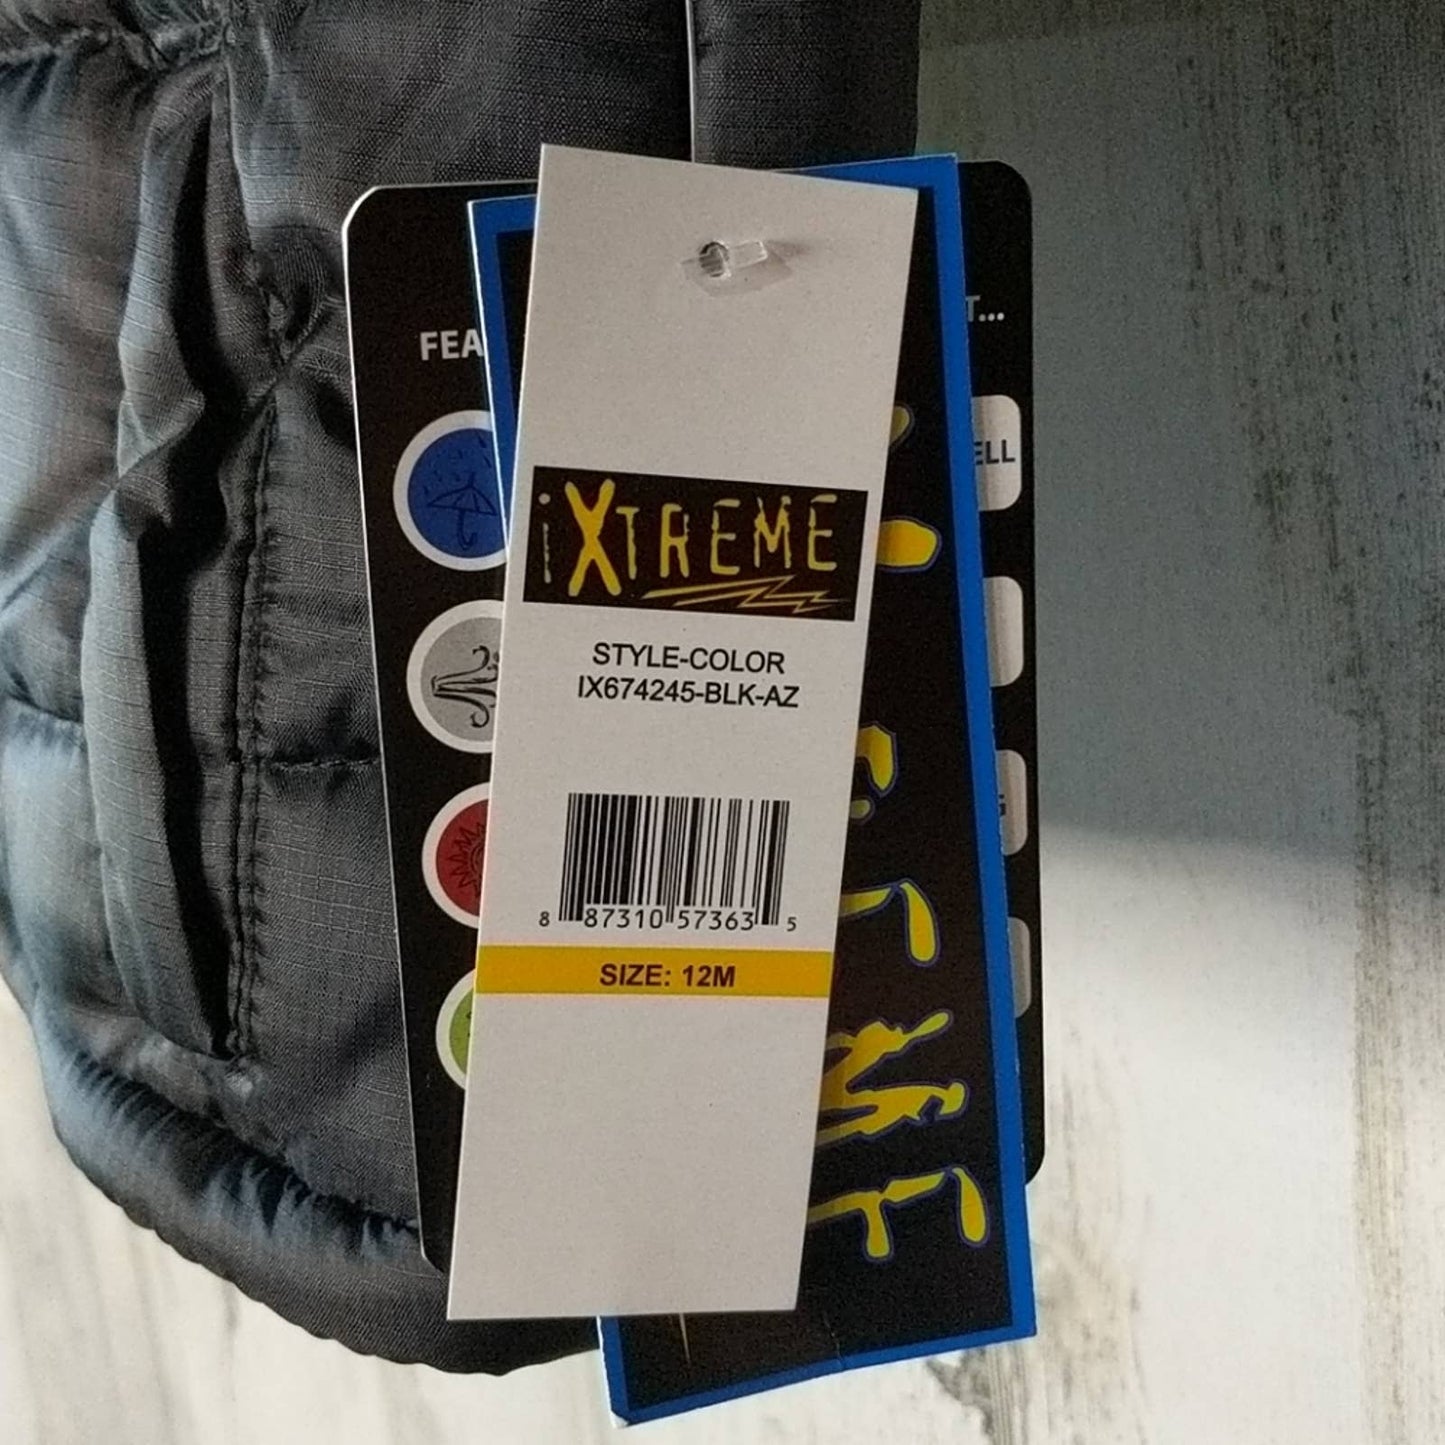 iXTREME
STYLE-COLOR
IX674245-BLK-AZ
8 87310 57363 5
SIZE: 12M
FEA
T...
ELL
G